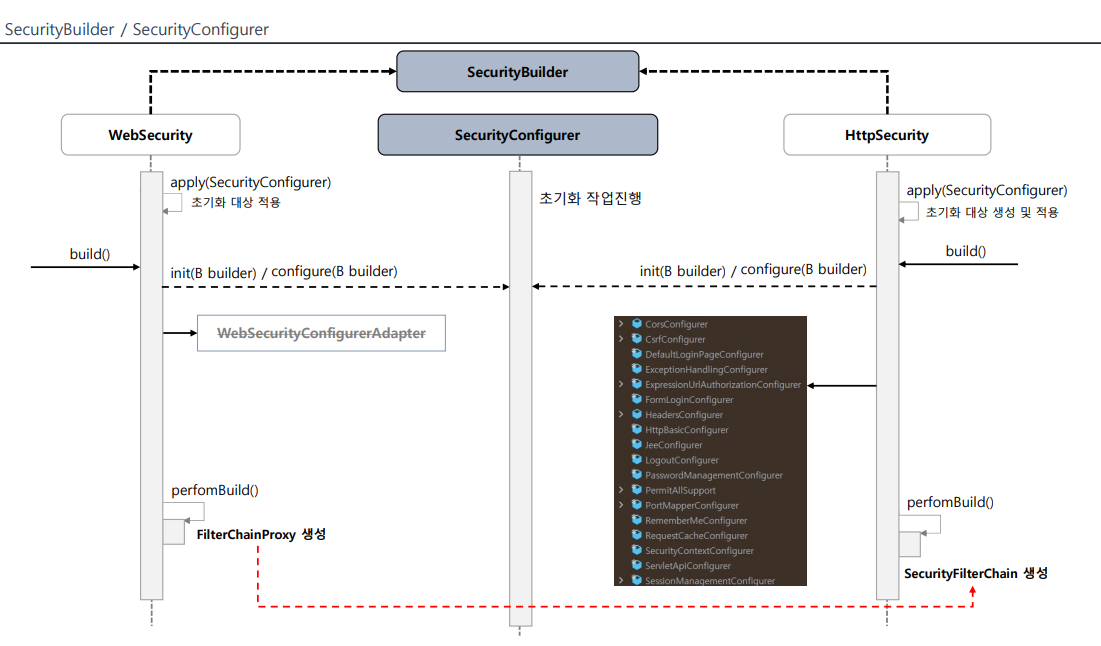 SecurityBuilder / SecurityConfigurer
SecurityBuilder
WebSecurity
SecurityConfigurer
HttpSecurity
apply(SecurityConfigurer)
초기화 대상 적용
초기화 작업진행
apply(SecurityConfigurer)
초기화 대상 생성 및 적용
build()
build()
init(B builder) / configure(B builder)
init(B builder) / configure(B builder)
WebSecurityConfigurerAdapter
CorsConfigurer
CsrfConfigurer
DefaultLoginPageConfigurer
ExceptionHandlingConfigurer
ExpressionUrlAuthorizationConfigurer
FormLoginConfigurer
HeadersConfigurer
HttpBasicConfigurer
JeeConfigurer
LogoutConfigurer
PasswordManagementConfigurer
PermitAllSupport
PortMapperConfigurer
RememberMeConfigurer
RequestCacheConfigurer
SecurityContextConfigurer
ServletApiConfigurer
SessionManagementConfigurer
perfomBuild()
FilterChainProxy 생성
perfomBuild()
SecurityFilterChain 생성